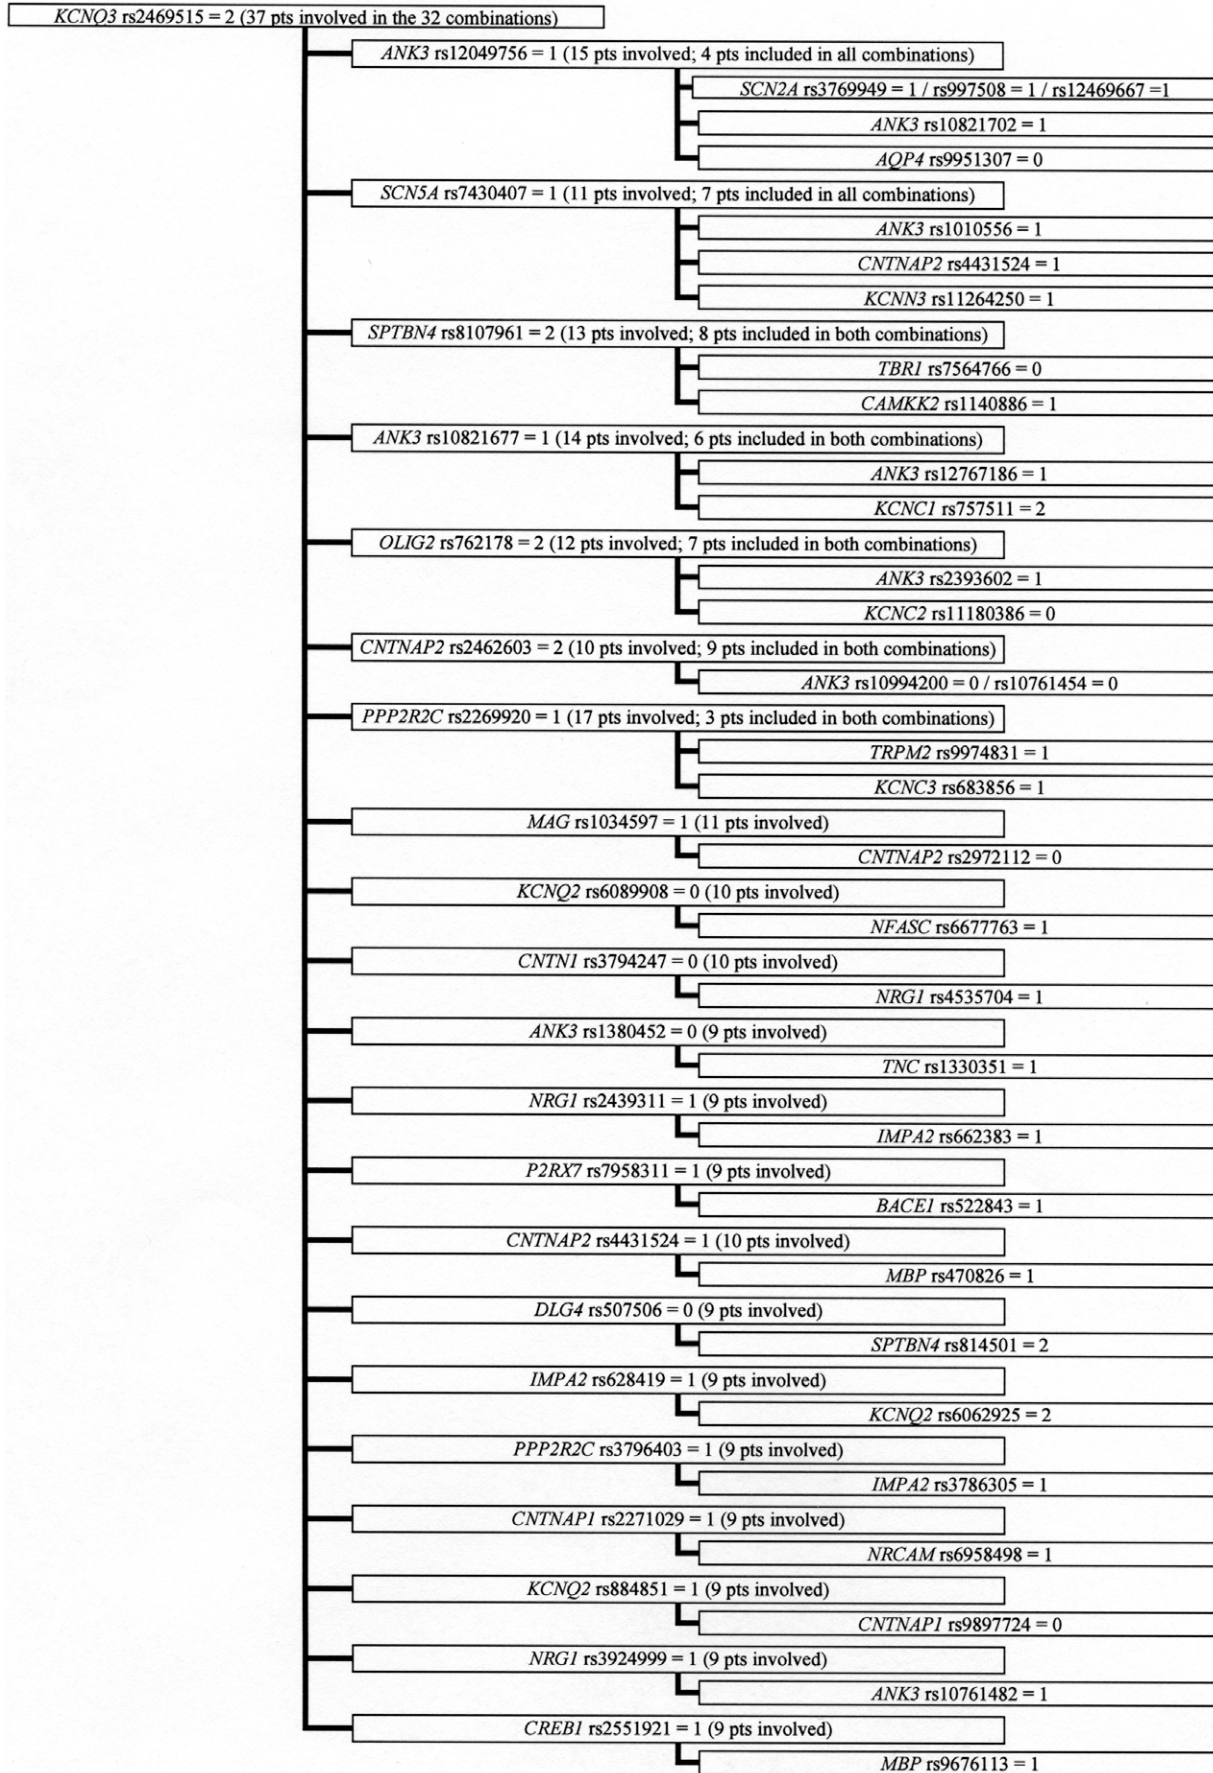 KCNQ3 rs2469515 = 2 (37 pts involved in the 32 combinations)
ANK3 rs12049756 = 1 (15 pts involved; 4 pts included in all combinations)
SCN2A rs3769949 = 1 / rs997508 = 1 / rs12469667 =1
ANK3 rs10821702 = 1
AQP4 rs9951307 = 0
SCN5A rs7430407 = 1 (11 pts involved; 7 pts included in all combinations)
ANK3 rs1010556 = 1
CNTNAP2 rs4431524 = 1
KCNN3 rs11264250 = 1
SPTBN4 rs8107961 = 2 (13 pts involved; 8 pts included in both combinations)
TBR1 rs7564766 = 0
CAMKK2 rs1140886 = 1
ANK3 rs10821677 = 1 (14 pts involved; 6 pts included in both combinations)
ANK3 rs12767186 = 1
KCNC1 rs757511 = 2
OLIG2 rs762178 = 2 (12 pts involved; 7 pts included in both combinations)
ANK3 rs2393602 = 1
KCNC2 rs11180386 = 0
CNTNAP2 rs2462603 = 2 (10 pts involved; 9 pts included in both combinations)
ANK3 rs10994200 = 0 / rs10761454 = 0
PPP2R2C rs2269920 = 1 (17 pts involved; 3 pts included in both combinations)
TRPM2 rs9974831 = 1
KCNC3 rs683856 = 1
MAG rs1034597 = 1 (11 pts involved)
CNTNAP2 rs2972112 = 0
KCNQ2 rs6089908 = 0 (10 pts involved)
NFASC rs6677763 = 1
CNTN1 rs3794247 = 0 (10 pts involved)
NRG1 rs4535704 = 1
ANK3 rs1380452 = 0 (9 pts involved)
TNC rs1330351 = 1
NRG1 rs2439311 = 1 (9 pts involved)
IMPA2 rs662383 = 1
P2RX7 rs7958311 = 1 (9 pts involved)
BACE1 rs522843 = 1
CNTNAP2 rs4431524 = 1 (10 pts involved)
MBP rs470826 = 1
DLG4 rs507506 = 0 (9 pts involved)
SPTBN4 rs814501 = 2
IMPA2 rs628419 = 1 (9 pts involved)
KCNQ2 rs6062925 = 2
PPP2R2C rs3796403 = 1 (9 pts involved)
IMPA2 rs3786305 = 1
CNTNAP1 rs2271029 = 1 (9 pts involved)
NRCAM rs6958498 = 1
KCNQ2 rs884851 = 1 (9 pts involved)
CNTNAP1 rs9897724 = 0
NRG1 rs3924999 = 1 (9 pts involved)
ANK3 rs10761482 = 1
CREB1 rs2551921 = 1 (9 pts involved)
MBP rs9676113 = 1